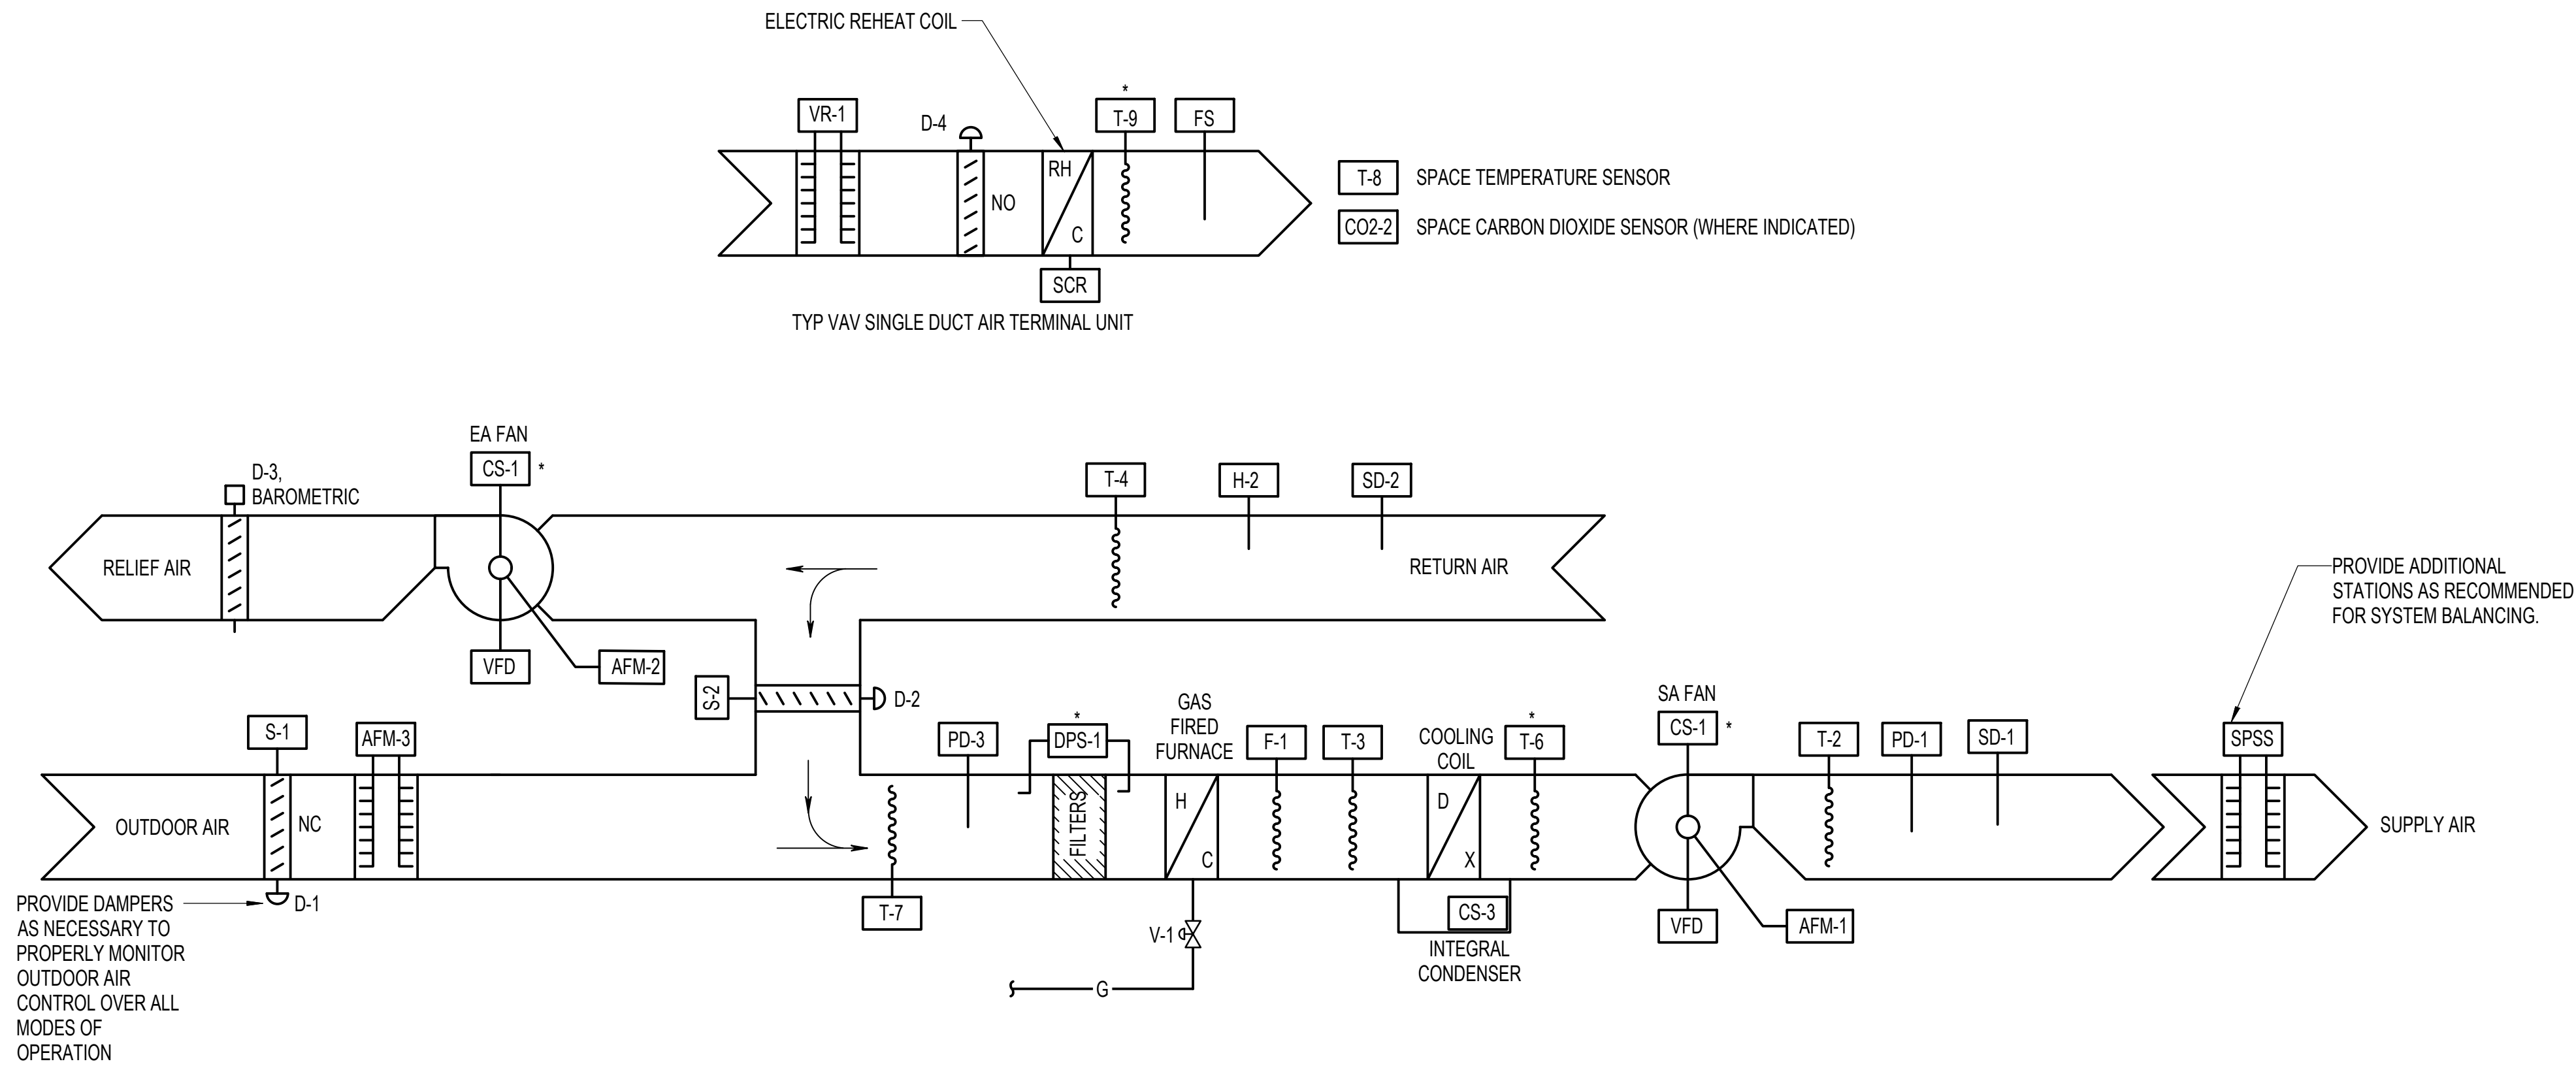 ELECTRIC REHEAT COIL
*
VR-1
D-4
T-9
FS
RH
NO
C
SCR
T-8 SPACE TEMPERATURE SENSOR
CO2-2 SPACE CARBON DIOXIDE SENSOR (WHERE INDICATED)
TYP VAV SINGLE DUCT AIR TERMINAL UNIT
EA FAN
CS-1 *
D-3,
BAROMETRIC
T-4
H-2
SD-2
RELIEF AIR
RETURN AIR
VFD
AFM-2
S-2
D-2
PROVIDE ADDITIONAL
STATIONS AS RECOMMENDED
FOR SYSTEM BALANCING.
S-1
AFM-3
PD-3
*
DPS-1
GAS
FIRED
FURNACE
F-1
T-3
COOLING
COIL
*
T-6
SA FAN
CS-1 *
T-2
PD-1
SD-1
SPSS
OUTDOOR AIR
NC
FILTERS
H
C
D
X
SUPPLY AIR
D-1
T-7
V-1
G
CS-3
INTEGRAL
CONDENSER
VFD
AFM-1
PROVIDE DAMPERS
AS NECESSARY TO
PROPERLY MONITOR
OUTDOOR AIR
CONTROL OVER ALL
MODES OF
OPERATION